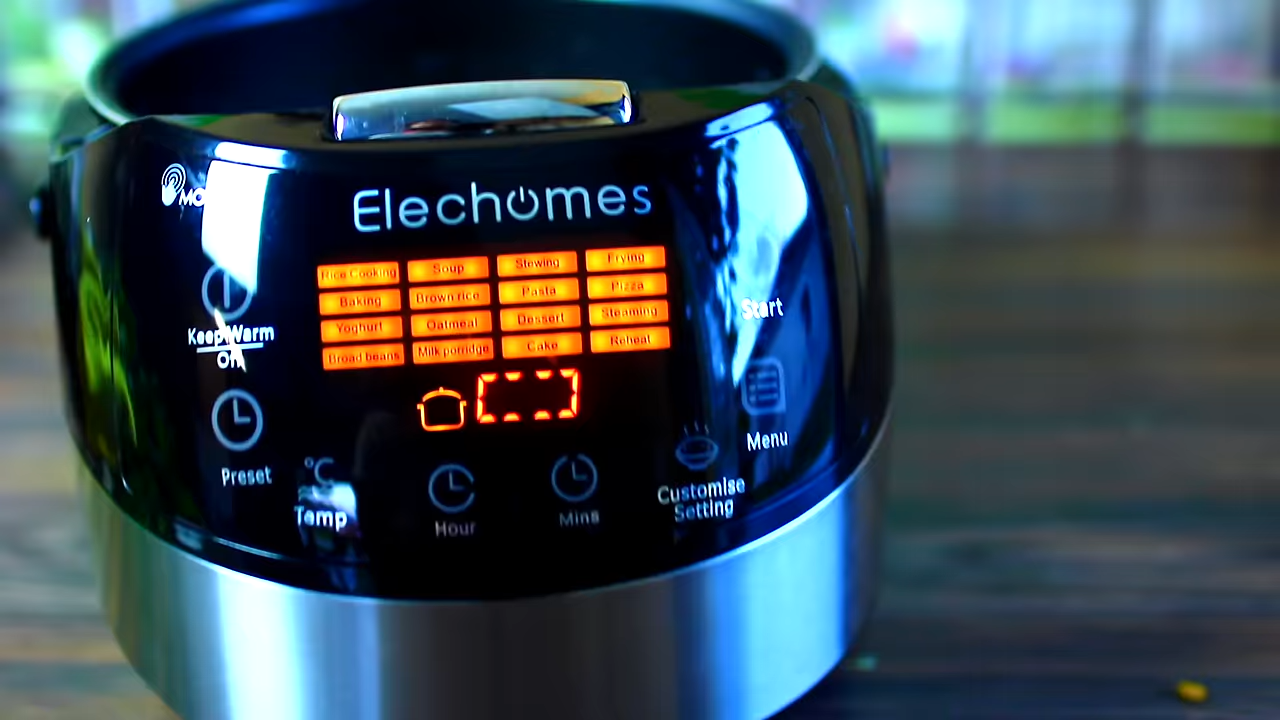 Elechomes
Rice Cooking Soup Stewing Frying
Baking Brown rice Pasta Pizza
Yoghurt Oatmeal Dessert Steaming
Broad beans Milk porridge Cake Reheat
Keep Warm
Start
Preset
Menu
°C
Temp
Hour
Mins
Customise
Setting